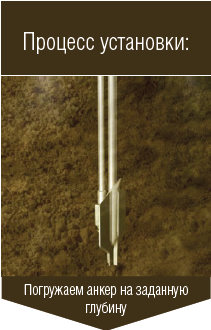 Процесс установки:
Погружаем анкер на заданную
глубину